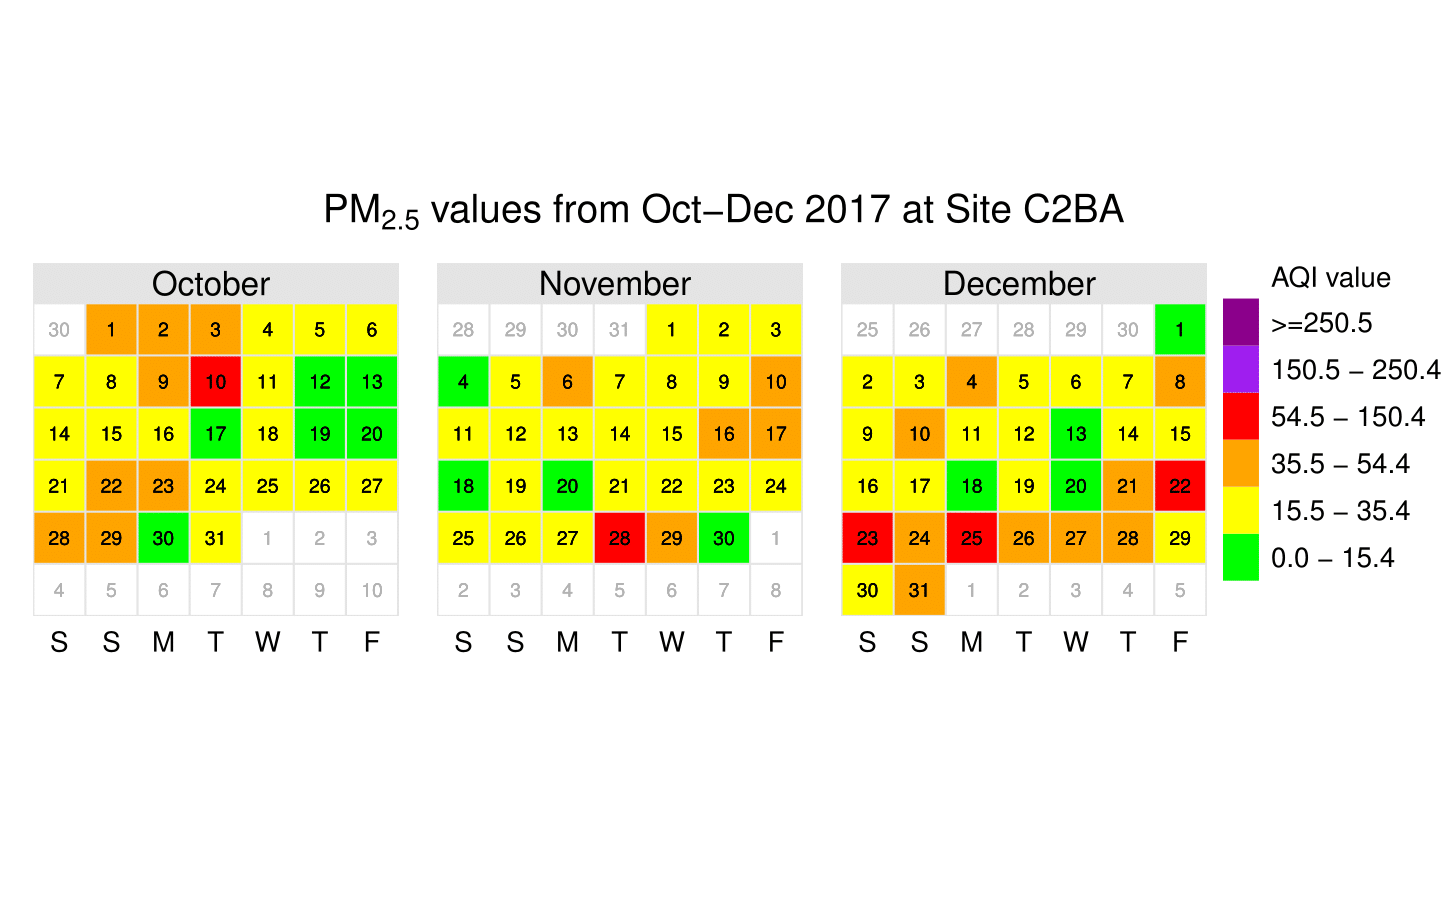 PM2.5 values from Oct−Dec 2017 at Site C2BA
October
30 1 2 3 4 5 6
7 8 9 10 11 12 13
14 15 16 17 18 19 20
21 22 23 24 25 26 27
28 29 30 31 1 2 3
4 5 6 7 8 9 10
S S M T W T F
November
28 29 30 31 1 2 3
4 5 6 7 8 9 10
11 12 13 14 15 16 17
18 19 20 21 22 23 24
25 26 27 28 29 30 1
2 3 4 5 6 7 8
S S M T W T F
December
25 26 27 28 29 30 1
2 3 4 5 6 7 8
9 10 11 12 13 14 15
16 17 18 19 20 21 22
23 24 25 26 27 28 29
30 31 1 2 3 4 5
S S M T W T F
AQI value
>=250.5
150.5 − 250.4
54.5 − 150.4
35.5 − 54.4
15.5 − 35.4
0.0 − 15.4